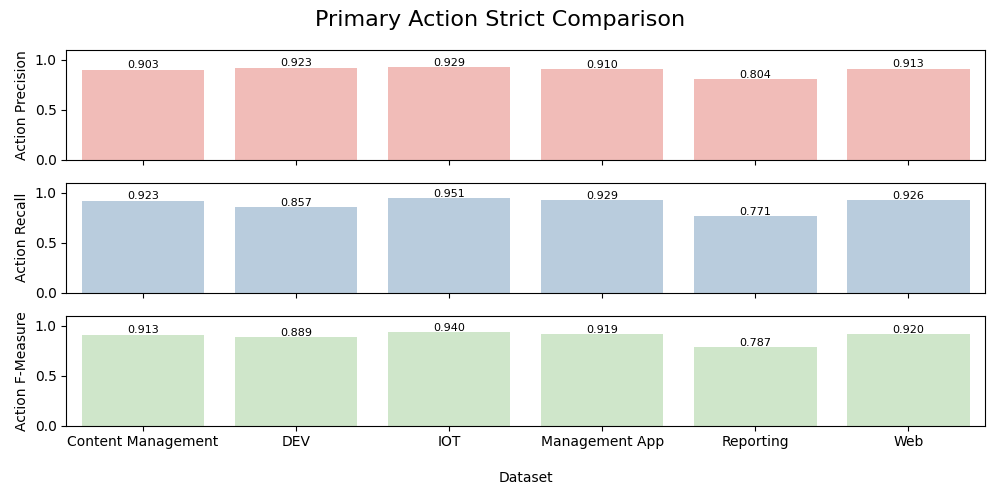 Primary Action Strict Comparison
Action Precision
1.0
0.5
0.0
0.903 0.923 0.929 0.910 0.804 0.913
Action Recall
1.0
0.5
0.0
0.923 0.857 0.951 0.929 0.771 0.926
Action F-Measure
1.0
0.5
0.0
0.913 0.889 0.940 0.919 0.787 0.920
Content Management DEV IOT Management App Reporting Web
Dataset